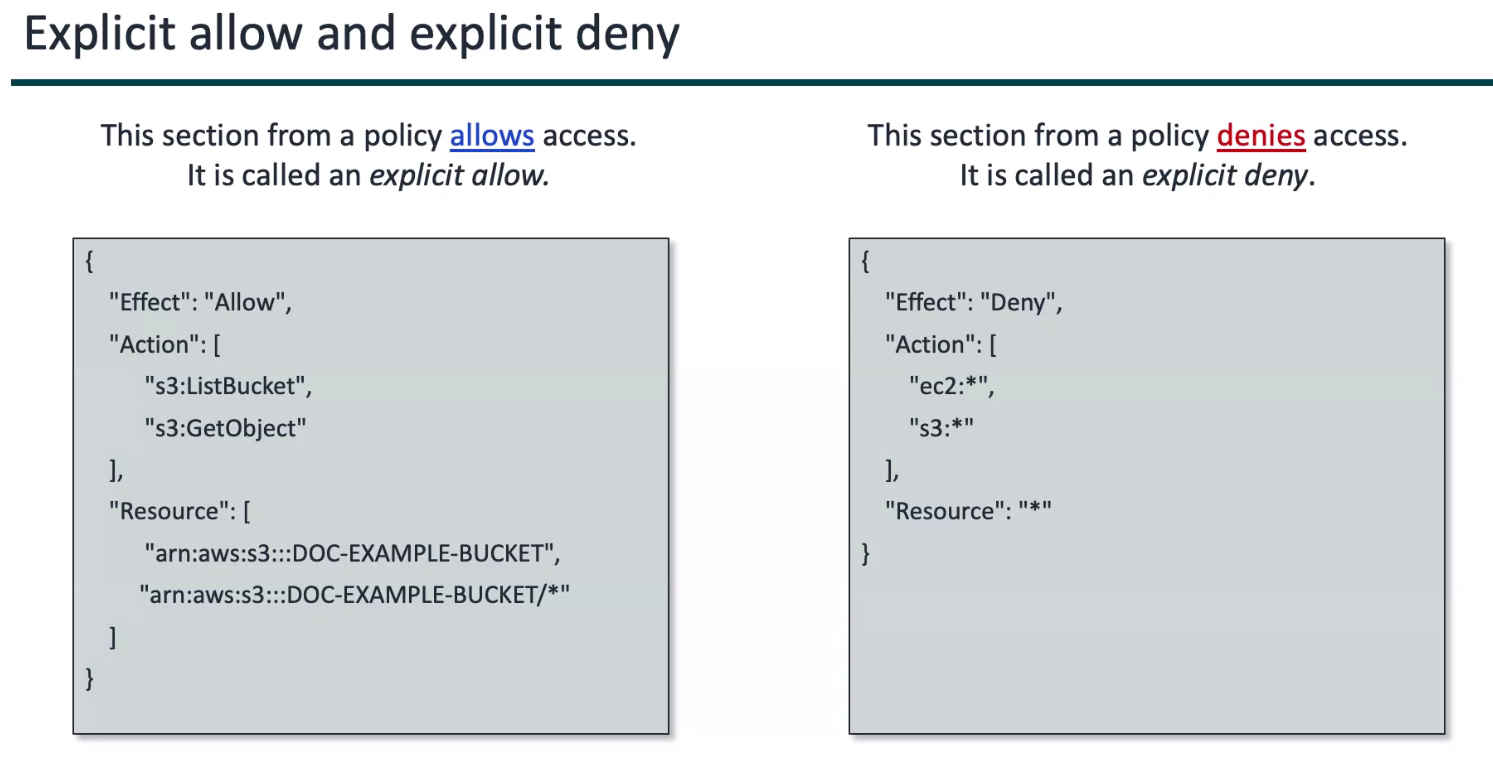 Explicit allow and explicit deny
This section from a policy allows access.
It is called an explicit allow.
{
"Effect": "Allow",
"Action": [
"s3:ListBucket",
"s3:GetObject"
],
"Resource": [
"arn:aws:s3:::DOC-EXAMPLE-BUCKET",
"arn:aws:s3:::DOC-EXAMPLE-BUCKET/*"
]
}
This section from a policy denies access.
It is called an explicit deny.
{
"Effect": "Deny",
"Action": [
"ec2:*",
"s3:*"
],
"Resource": "*"
}